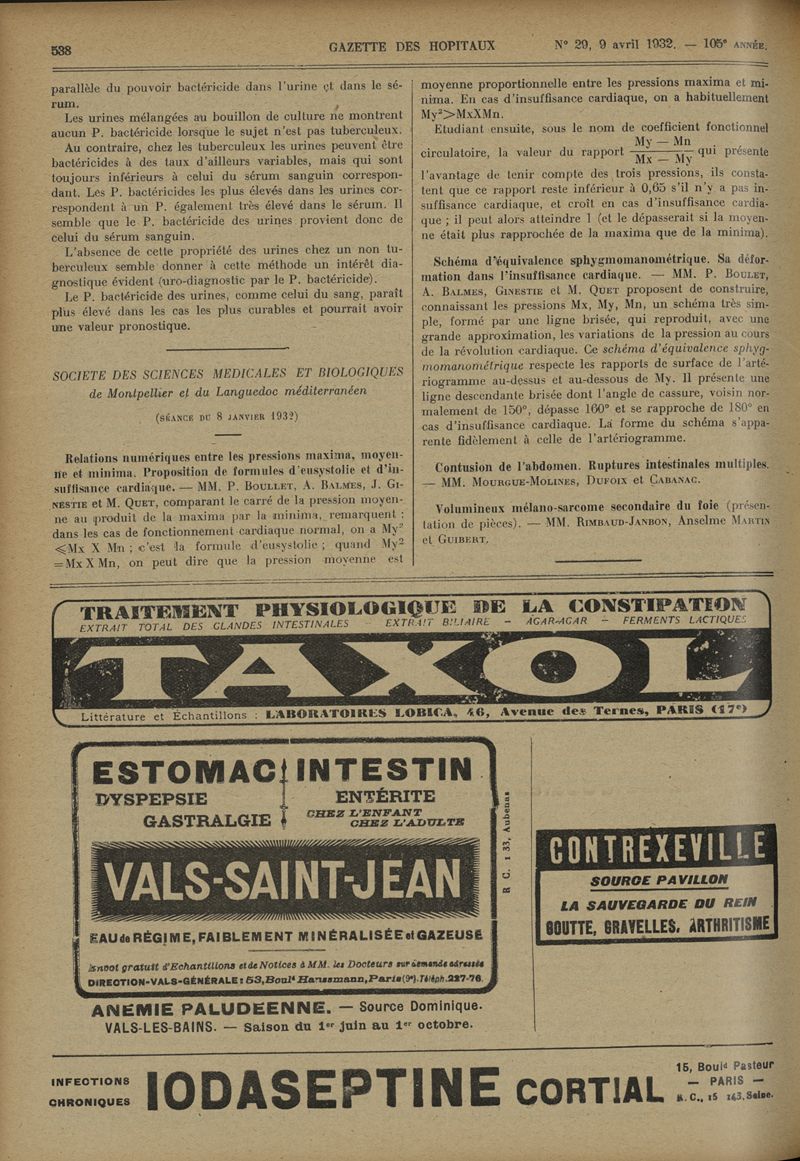 538
GAZETTE DES HOPITAUX
N° 29, 9 avril 1932. — 105e ANNÉE.
parallèle du pouvoir bactéricide dans l'urine et dans le sé-
rum.
Les urines mélangées au bouillon de culture ne montrent
aucun P. bactéricide lorsque le sujet n'est pas tuberculeux.
Au contraire, chez les tuberculeux les urines peuvent être
bactéricides à des taux d'ailleurs variables, mais qui sont
toujours inférieurs à celui du sérum sanguin correspon-
dant. Les P. bactéricides les plus élevés dans les urines cor-
respondent à un P. également très élevé dans le sérum. Il
semble que le P. bactéricide des urines provient donc de
celui du sérum sanguin.
L'absence de cette propriété des urines chez un non tu-
berculeux semble donner à cette méthode un intérêt dia-
gnostique évident (uro-diagnostic par le P. bactéricide).
Le P. bactéricide des urines, comme celui du sang, paraît
plus élevé dans les cas les plus curables et pourrait avoir
une valeur pronostique.
SOCIETE DES SCIENCES MEDICALES ET BIOLOGIQUES
de Montpellier et du Languedoc méditerranéen
(SÉANCE DU 8 JANVIER 1932)
Relations numériques entre les pressions maxima, moyen-
ne et minima. Proposition de formules d'eusystolie et d'in-
suffisance cardiaque. — MM. P. BOULLET, A. BALMES, J. GI-
NESTIE et M. QUET, comparant le carré de la pression moyen-
ne au produit de la maxima par la minima, remarquent :
dans les cas de fonctionnement cardiaque normal, on a My²
≪Mx X Mn ; c'est la formule d'eusystolie ; quand My²
=Mx X Mn, on peut dire que la pression moyenne est
moyenne proportionnelle entre les pressions maxima et mi-
nima. En cas d'insuffisance cardiaque, on a habituellement
My²>MxXMn.
Etudiant ensuite, sous le nom de coefficient fonctionnel
My — Mn
circulatoire, la valeur du rapport ——— qui présente
Mx — My
l'avantage de tenir compte des trois pressions, ils consta-
tent que ce rapport reste inférieur à 0,65 s'il n'y a pas in-
suffisance cardiaque, et croît en cas d'insuffisance cardia-
que ; il peut alors atteindre 1 (et le dépasserait si la moyen-
ne était plus rapprochée de la maxima que de la minima).
Schéma d'équivalence sphygmomanométrique. Sa défor-
mation dans l'insuffisance cardiaque. — MM. P. BOULET,
A. BALMES, GINESTIE et M. QUET proposent de construire,
connaissant les pressions Mx, My, Mn, un schéma très sim-
ple, formé par une ligne brisée, qui reproduit, avec une
grande approximation, les variations de la pression au cours
de la révolution cardiaque. Ce schéma d'équivalence sphyg-
momanométrique respecte les rapports de surface de l'arté-
riogramme au-dessus et au-dessous de My. Il présente une
ligne descendante brisée dont l'angle de cassure, voisin nor-
malement de 150°, dépasse 160° et se rapproche de 180° en
cas d'insuffisance cardiaque. La forme du schéma s'appa-
rente fidèlement à celle de l'artériogramme.
Contusion de l'abdomen. Ruptures intestinales multiples.
— MM. MOURGUE-MOLINES, DUFOIX et CABANAC.
Volumineux mélano-sarcome secondaire du foie (présen-
tation de pièces). — MM. RIMBAUD-JANBON, Anselme MARTIN
et GUIBERT.
TRAITEMENT PHYSIOLOGIQUE DE LA CONSTIPATION
EXTRAIT TOTAL DES GLANDES INTESTINALES - EXTRAIT BILIAIRE - AGAR-AGAR - FERMENTS LACTIQUES
TAXOL
Littérature et Échantillons : LABORATOIRES LOBICA, 46, Avenue des Ternes, PARIS (17e)
ESTOMAC INTESTIN
DYSPEPSIE ENTÉRITE
GASTRALGIE CHEZ L'ENFANT
CHEZ L'ADULTE
VALS-SAINT-JEAN
EAU de RÉGIME, FAIBLEMENT MINÉRALISÉE et GAZEUSE
Envoi gratuit d'Echantillons et de Notices à MM. les Docteurs sur demande adressée
DIRECTION-VALS-GÉNÉRALE : 53, Boult Haussmann, Paris (9e). Téléph. 227-76.
R C. 1 33, Aubenas
ANEMIE PALUDEENNE. — Source Dominique.
VALS-LES-BAINS. — Saison du 1er juin au 1er octobre.
CONTREXEVILLE
SOURCE PAVILLON
LA SAUVEGARDE DU REIN
GOUTTE, GRAVELLES, ARTHRITISME
INFECTIONS
CHRONIQUES
IODASEPTINE CORTIAL
15, Bould Pasteur
— PARIS —
R. C., 15 143, Seine.